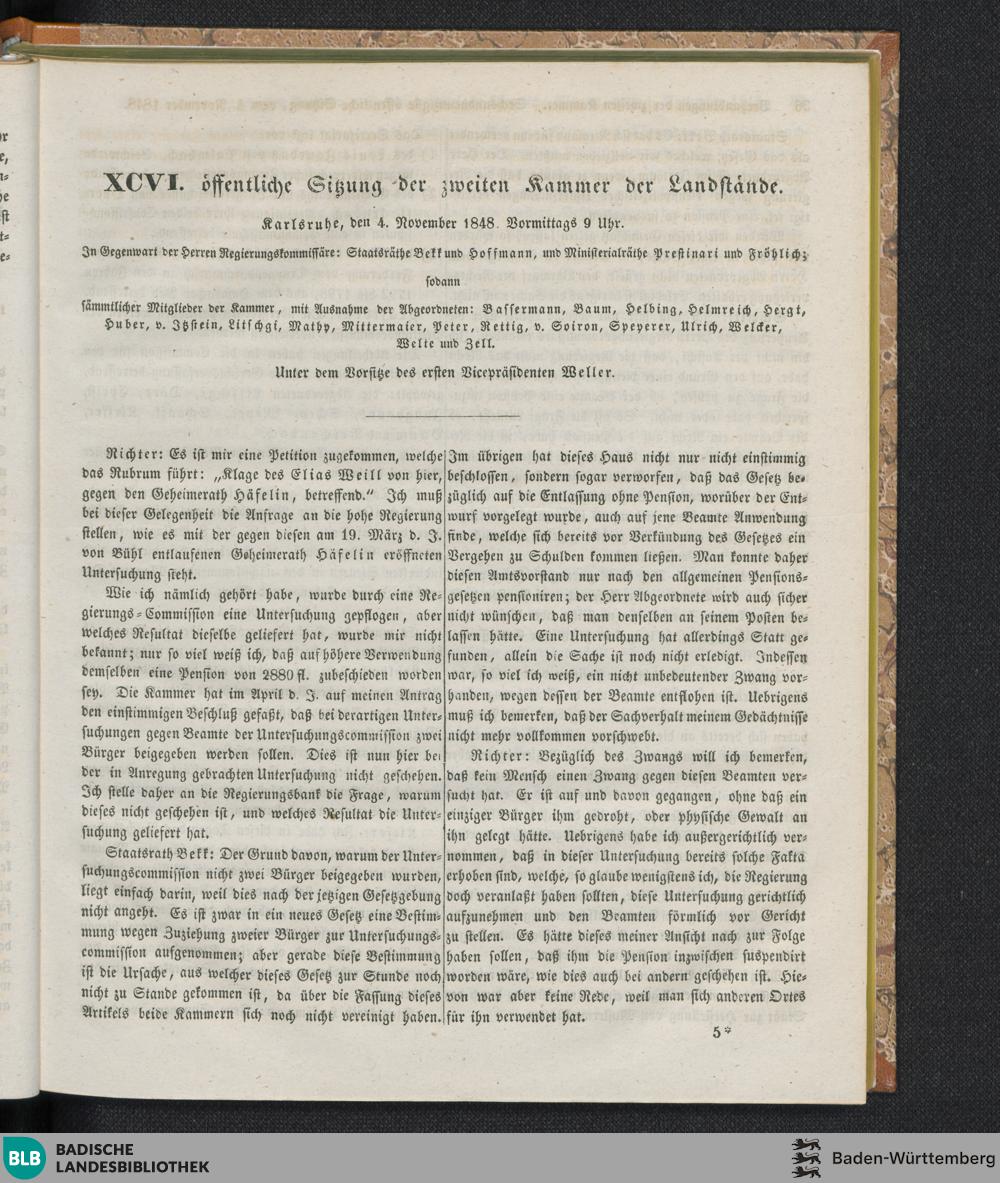 XCVI. öffentliche Sitzung der zweiten Kammer der Landstände.
Karlsruhe, den 4. November 1848. Vormittags 9 Uhr.
In Gegenwart der Herren Regierungskommissäre: Staatsräthe Bekk und Hoffmann, und Ministerialräthe Prestinari und Fröhlich;
sodann
sämmtlicher Mitglieder der Kammer, mit Ausnahme der Abgeordneten: Bassermann, Baum, Helbing, Helmreich, Hergt,
Huber, v. Itzstein, Litschgi, Mathy, Mittermaier, Peter, Rettig, v. Soiron, Speyerer, Ulrich, Welcker,
Welte und Zell.
Unter dem Vorsitze des ersten Vicepräsidenten Weller.
Richter: Es ist mir eine Petition zugekommen, welche
das Rubrum führt: „Klage des Elias Weill von hier,
gegen den Geheimerath Häfelin, betreffend.“ Ich muß
bei dieser Gelegenheit die Anfrage an die hohe Regierung
stellen, wie es mit der gegen diesen am 19. März d. J.
von Bühl entlaufenen Geheimerath Häfelin eröffneten
Untersuchung steht.
Wie ich nämlich gehört habe, wurde durch eine Re-
gierungs-Commission eine Untersuchung gepflogen, aber
welches Resultat dieselbe geliefert hat, wurde mir nicht
bekannt; nur so viel weiß ich, daß auf höhere Verwendung
demselben eine Pension von 2880 fl. zubeschieden worden
sey. Die Kammer hat im April d. J. auf meinen Antrag
den einstimmigen Beschluß gefaßt, daß bei derartigen Unter-
suchungen gegen Beamte der Untersuchungscommission zwei
Bürger beigegeben werden sollen. Dies ist nun hier bei
der in Anregung gebrachten Untersuchung nicht geschehen.
Ich stelle daher an die Regierungsbank die Frage, warum
dieses nicht geschehen ist, und welches Resultat die Unter-
suchung geliefert hat.
Staatsrath Bekk: Der Grund davon, warum der Unter-
suchungscommission nicht zwei Bürger beigegeben wurden,
liegt einfach darin, weil dies nach der jetzigen Gesetzgebung
nicht angeht. Es ist zwar in ein neues Gesetz eine Bestim-
mung wegen Zuziehung zweier Bürger zur Untersuchungs-
commission aufgenommen; aber gerade diese Bestimmung
ist die Ursache, aus welcher dieses Gesetz zur Stunde noch
nicht zu Stande gekommen ist, da über die Fassung dieses
Artikels beide Kammern sich noch nicht vereinigt haben.
Im übrigen hat dieses Haus nicht nur nicht einstimmig
beschlossen, sondern sogar verworfen, daß das Gesetz be-
züglich auf die Entlassung ohne Pension, worüber der Ent-
wurf vorgelegt wurde, auch auf jene Beamte Anwendung
finde, welche sich bereits vor Verkündung des Gesetzes ein
Vergehen zu Schulden kommen ließen. Man konnte daher
diesen Amtsvorstand nur nach den allgemeinen Pensions-
gesetzen pensioniren; der Herr Abgeordnete wird auch sicher
nicht wünschen, daß man denselben an seinem Posten be-
lassen hätte. Eine Untersuchung hat allerdings Statt ge-
funden, allein die Sache ist noch nicht erledigt. Indessen
war, so viel ich weiß, ein nicht unbedeutender Zwang vor-
handen, wegen dessen der Beamte entflohen ist. Uebrigens
muß ich bemerken, daß der Sachverhalt meinem Gedächtnisse
nicht mehr vollkommen vorschwebt.
Richter: Bezüglich des Zwangs will ich bemerken,
daß kein Mensch einen Zwang gegen diesen Beamten ver-
sucht hat. Er ist auf und davon gegangen, ohne daß ein
einziger Bürger ihm gedroht, oder physische Gewalt an
ihn gelegt hätte. Uebrigens habe ich außergerichtlich ver-
nommen, daß in dieser Untersuchung bereits solche Fakta
erhoben sind, welche, so glaube wenigstens ich, die Regierung
doch veranlaßt haben sollten, diese Untersuchung gerichtlich
aufzunehmen und den Beamten förmlich vor Gericht
zu stellen. Es hätte dieses meiner Ansicht nach zur Folge
haben sollen, daß ihm die Pension inzwischen suspendirt
worden wäre, wie dies auch bei andern geschehen ist. Hie-
von war aber keine Rede, weil man sich anderen Ortes
für ihn verwendet hat.
5*
BLB
BADISCHE
LANDESBIBLIOTHEK
Baden-Württemberg